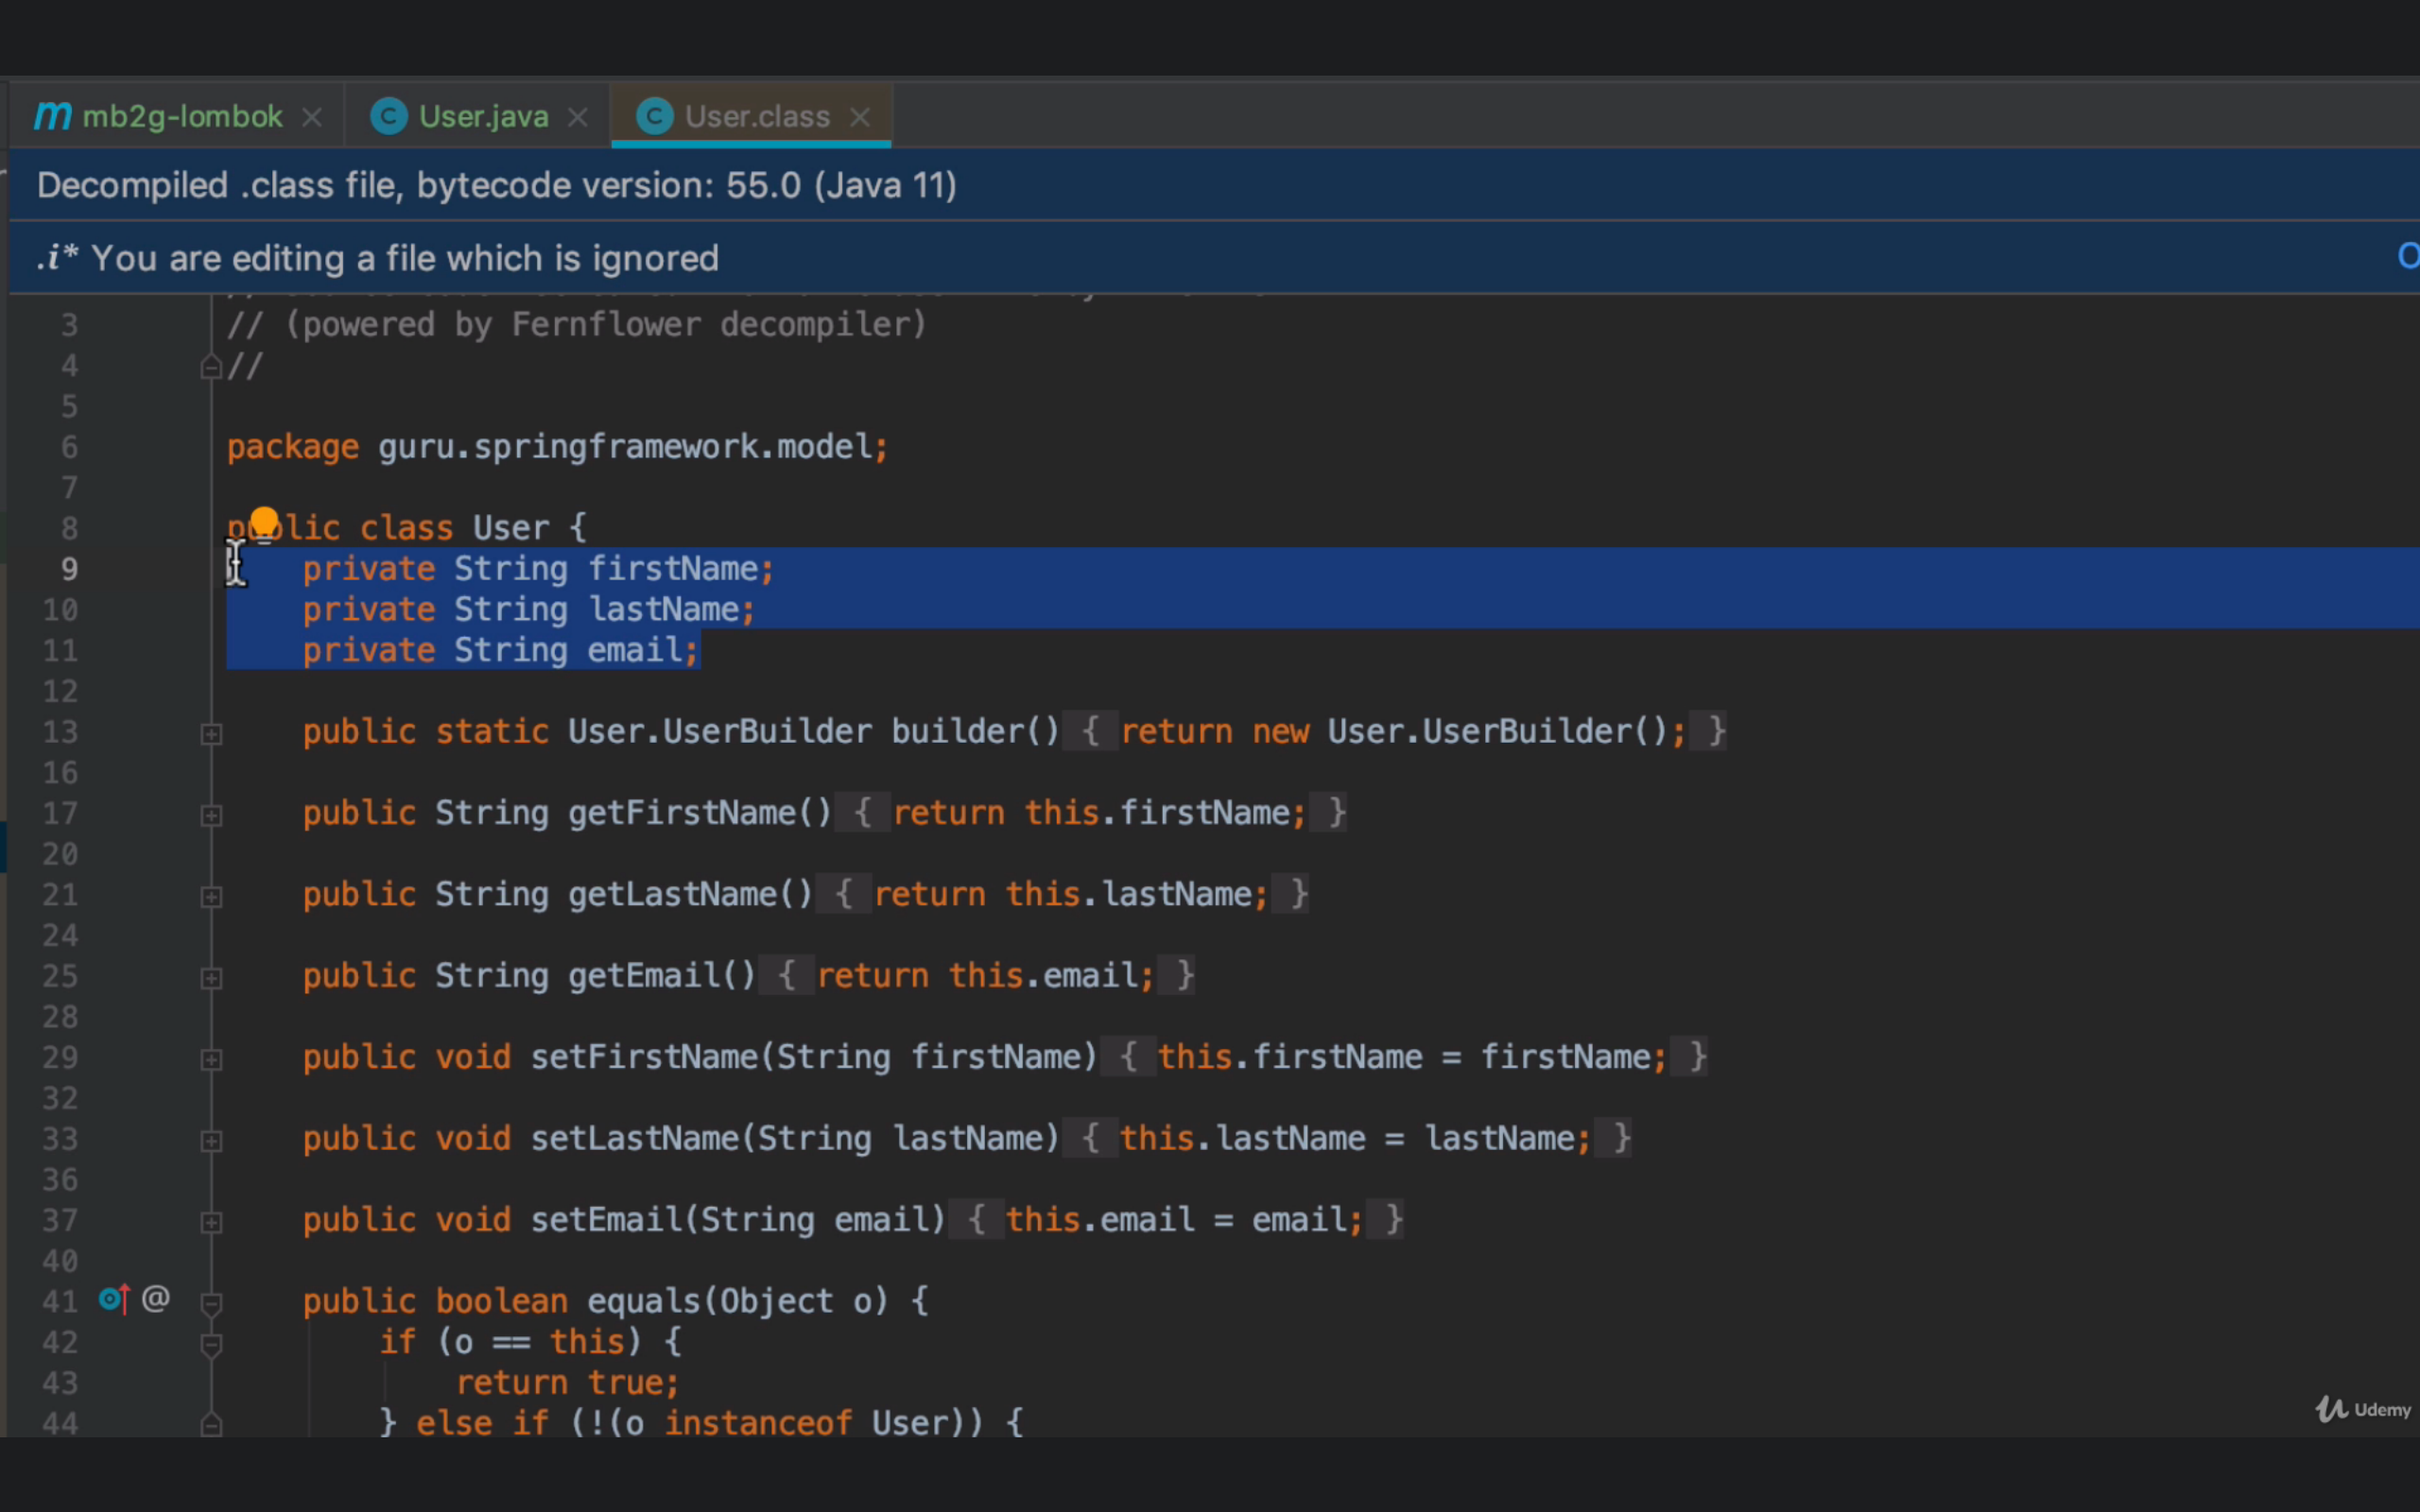 mb2g-lombok
User.java
User.class
Decompiled .class file, bytecode version: 55.0 (Java 11)
.i* You are editing a file which is ignored
3 // (powered by Fernflower decompiler)
4 //
5
6 package guru.springframework.model;
7
8 public class User {
9 private String firstName;
10 private String lastName;
11 private String email;
12
13 public static User.UserBuilder builder() { return new User.UserBuilder(); }
16
17 public String getFirstName() { return this.firstName; }
20
21 public String getLastName() { return this.lastName; }
24
25 public String getEmail() { return this.email; }
28
29 public void setFirstName(String firstName) { this.firstName = firstName; }
32
33 public void setLastName(String lastName) { this.lastName = lastName; }
36
37 public void setEmail(String email) { this.email = email; }
40
41 @ public boolean equals(Object o) {
42 if (o == this) {
43 return true;
44 } else if (!(o instanceof User)) {
Udemy